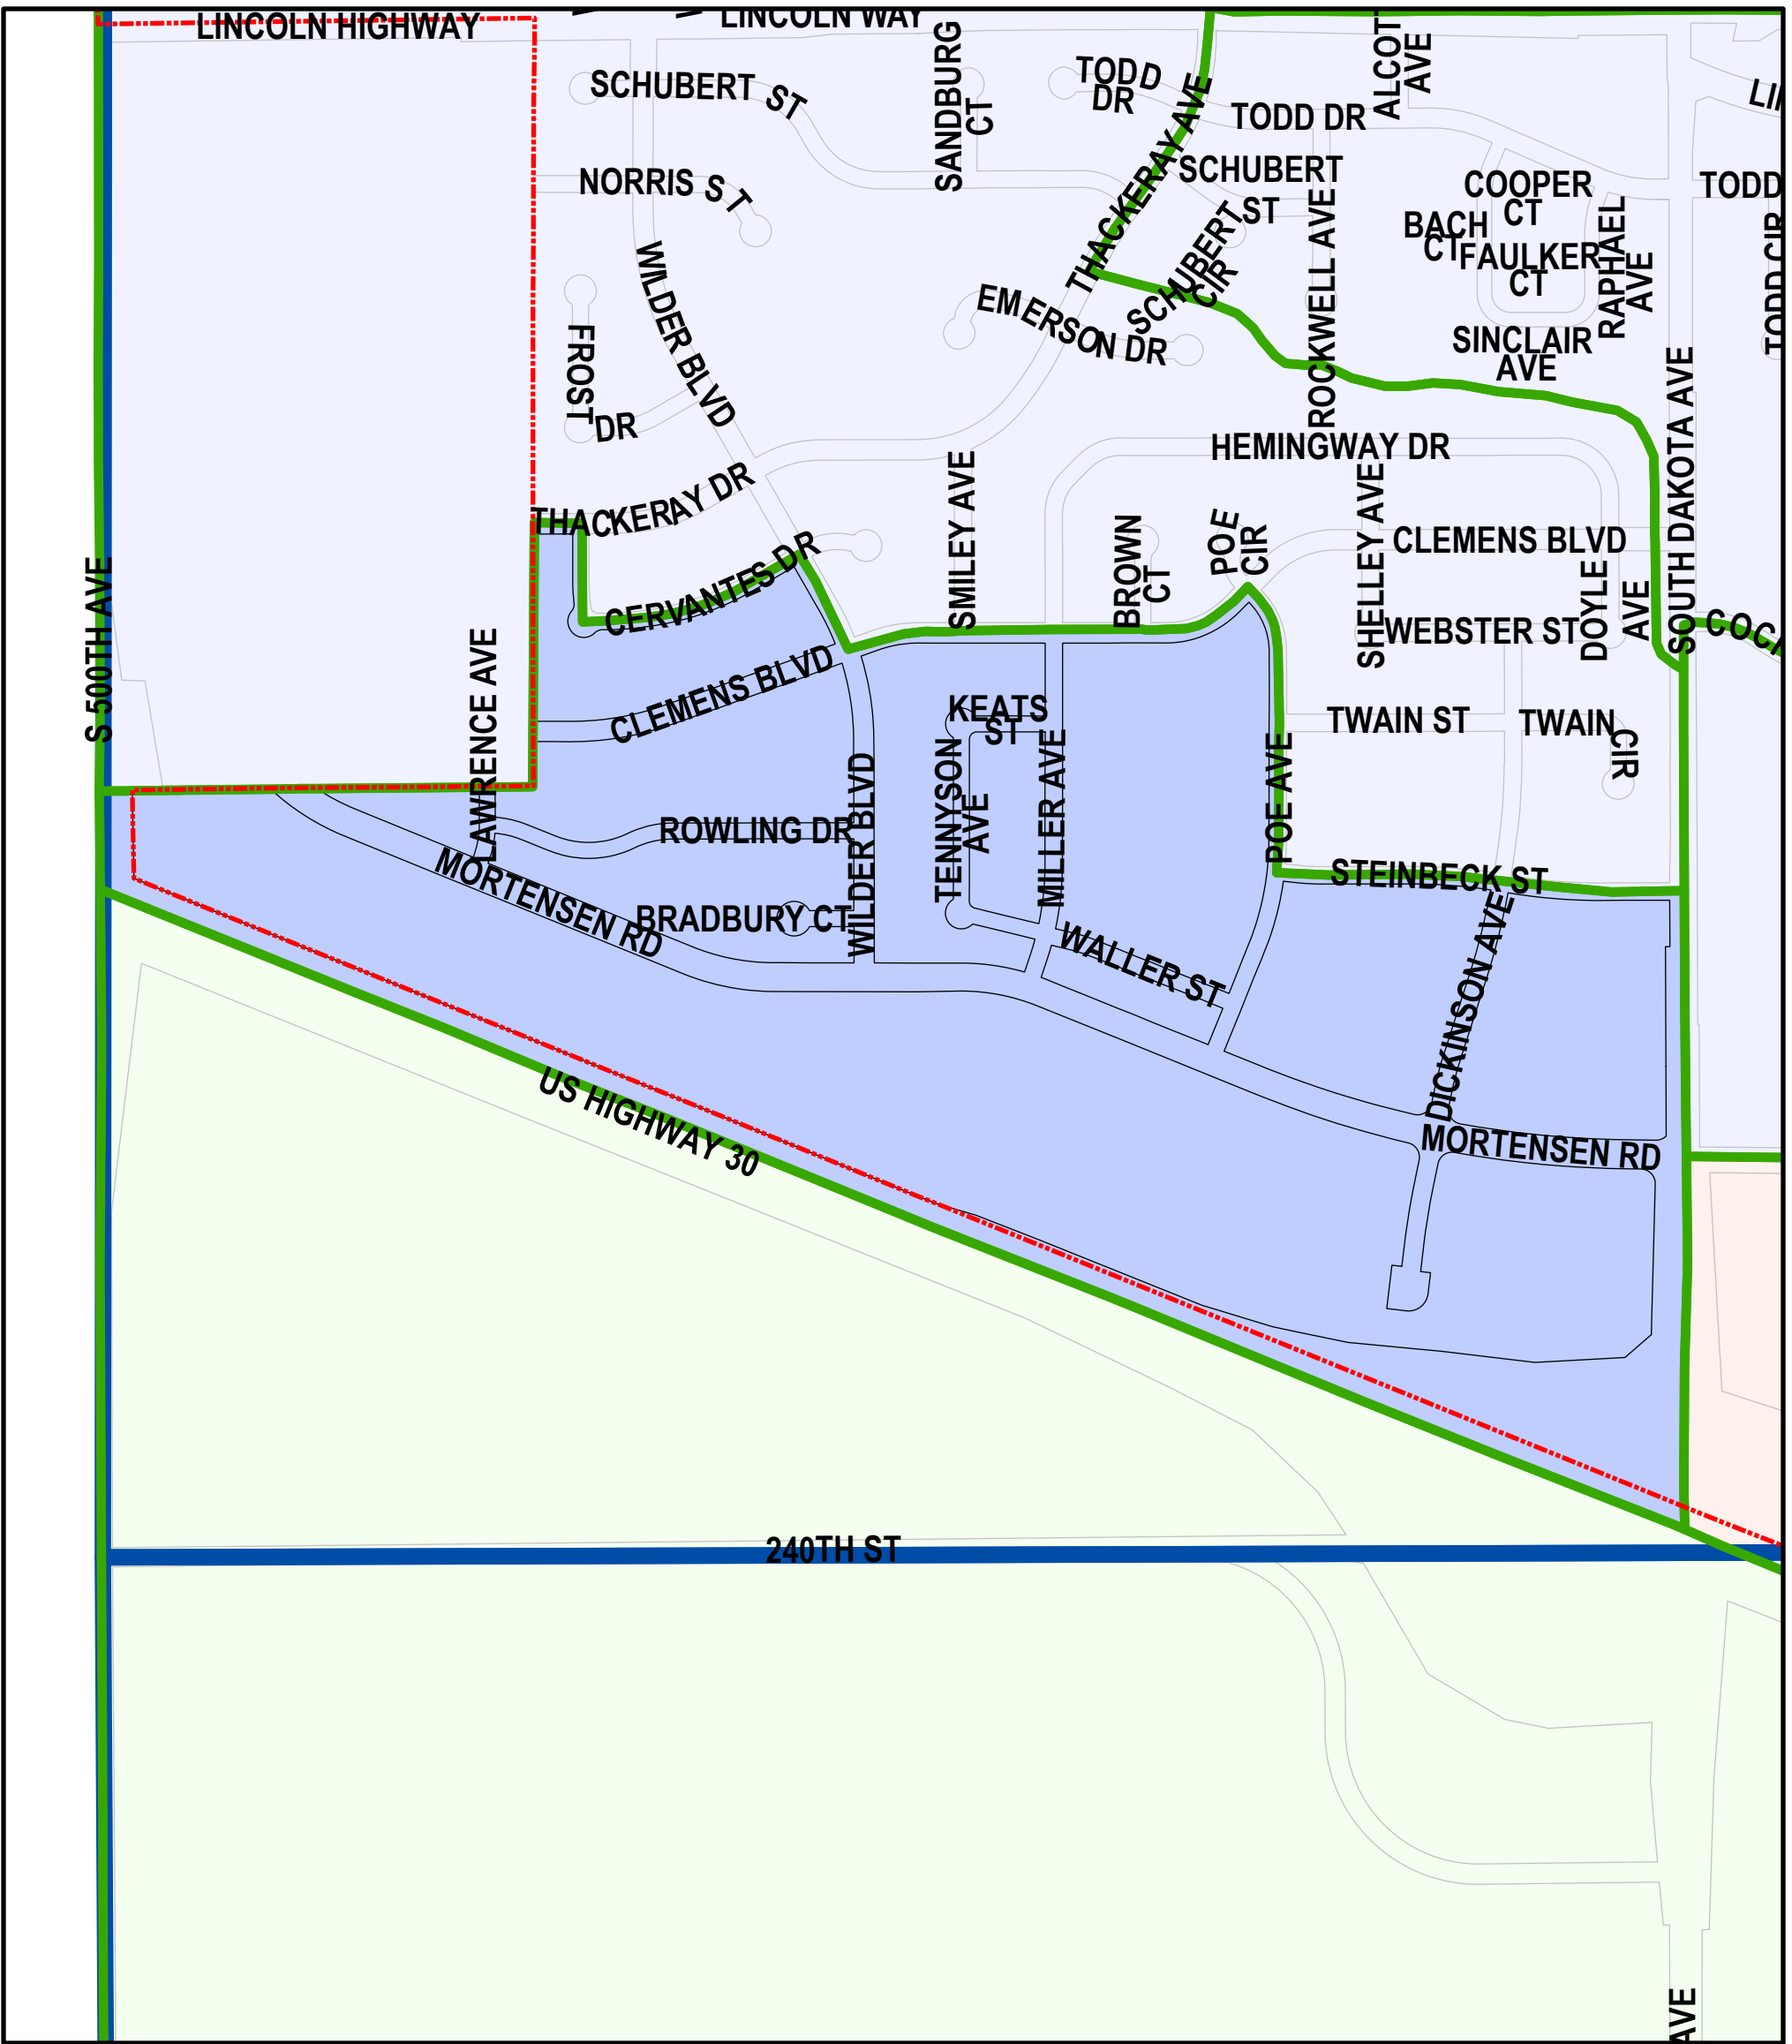 LINCOLN HIGHWAY
LINCOLN WAY
SCHUBERT ST
SANDBURG
CT
TODD
DR
THACKERAY AVE
TODD DR
ALCOT
AVE
NORRIS ST
SCHUBERT
ST
SCHUBERT
CIR
ROCKWELL AVE
COOPER
CT
BACH
CT
FAULKER
CT
RAPHAEL
AVE
TODD
TODD CIR
WILDER BLVD
FROST
DR
EMERSON DR
SINCLAIR
AVE
SOUTH DAKOTA AVE
HEMINGWAY DR
THACKERAY DR
CERVANTES DR
SMILEY AVE
BROWN
CT
POE
CIR
SHELLEY AVE
CLEMENS BLVD
DOYLE
AVE
WEBSTER ST
S 500TH AVE
LAWRENCE AVE
CLEMENS BLVD
KEATS
ST
TENNYSON
AVE
MILLER AVE
POE AVE
TWAIN ST
TWAIN
CIR
ROWLING DR
WILDER BLVD
MORTENSEN RD
BRADBURY CT
WALLER ST
STEINBECK ST
DICKINSON AVE
MORTENSEN RD
US HIGHWAY 30
240TH ST
AVE